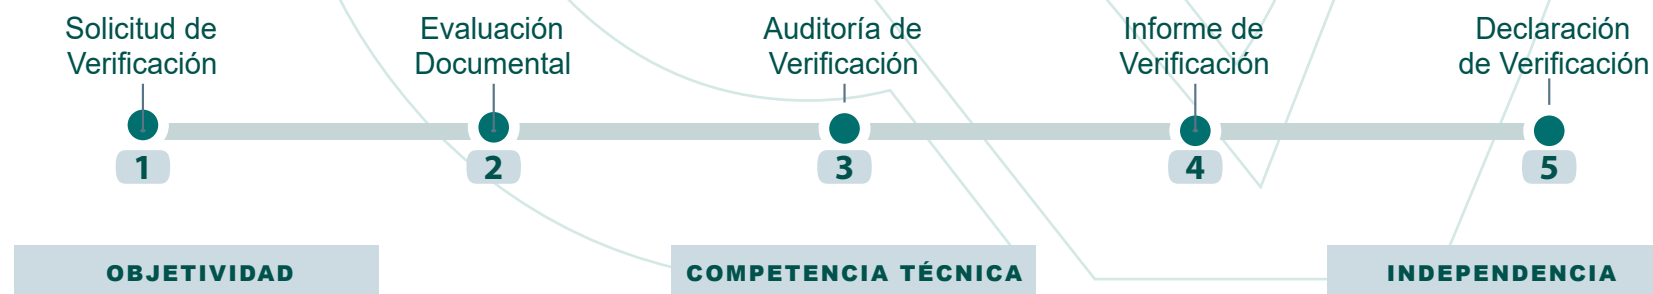 Solicitud de
Verificación
Evaluación
Documental
Auditoría de
Verificación
Informe de
Verificación
Declaración
de Verificación
1
2
3
4
5
OBJETIVIDAD
COMPETENCIA TÉCNICA
INDEPENDENCIA